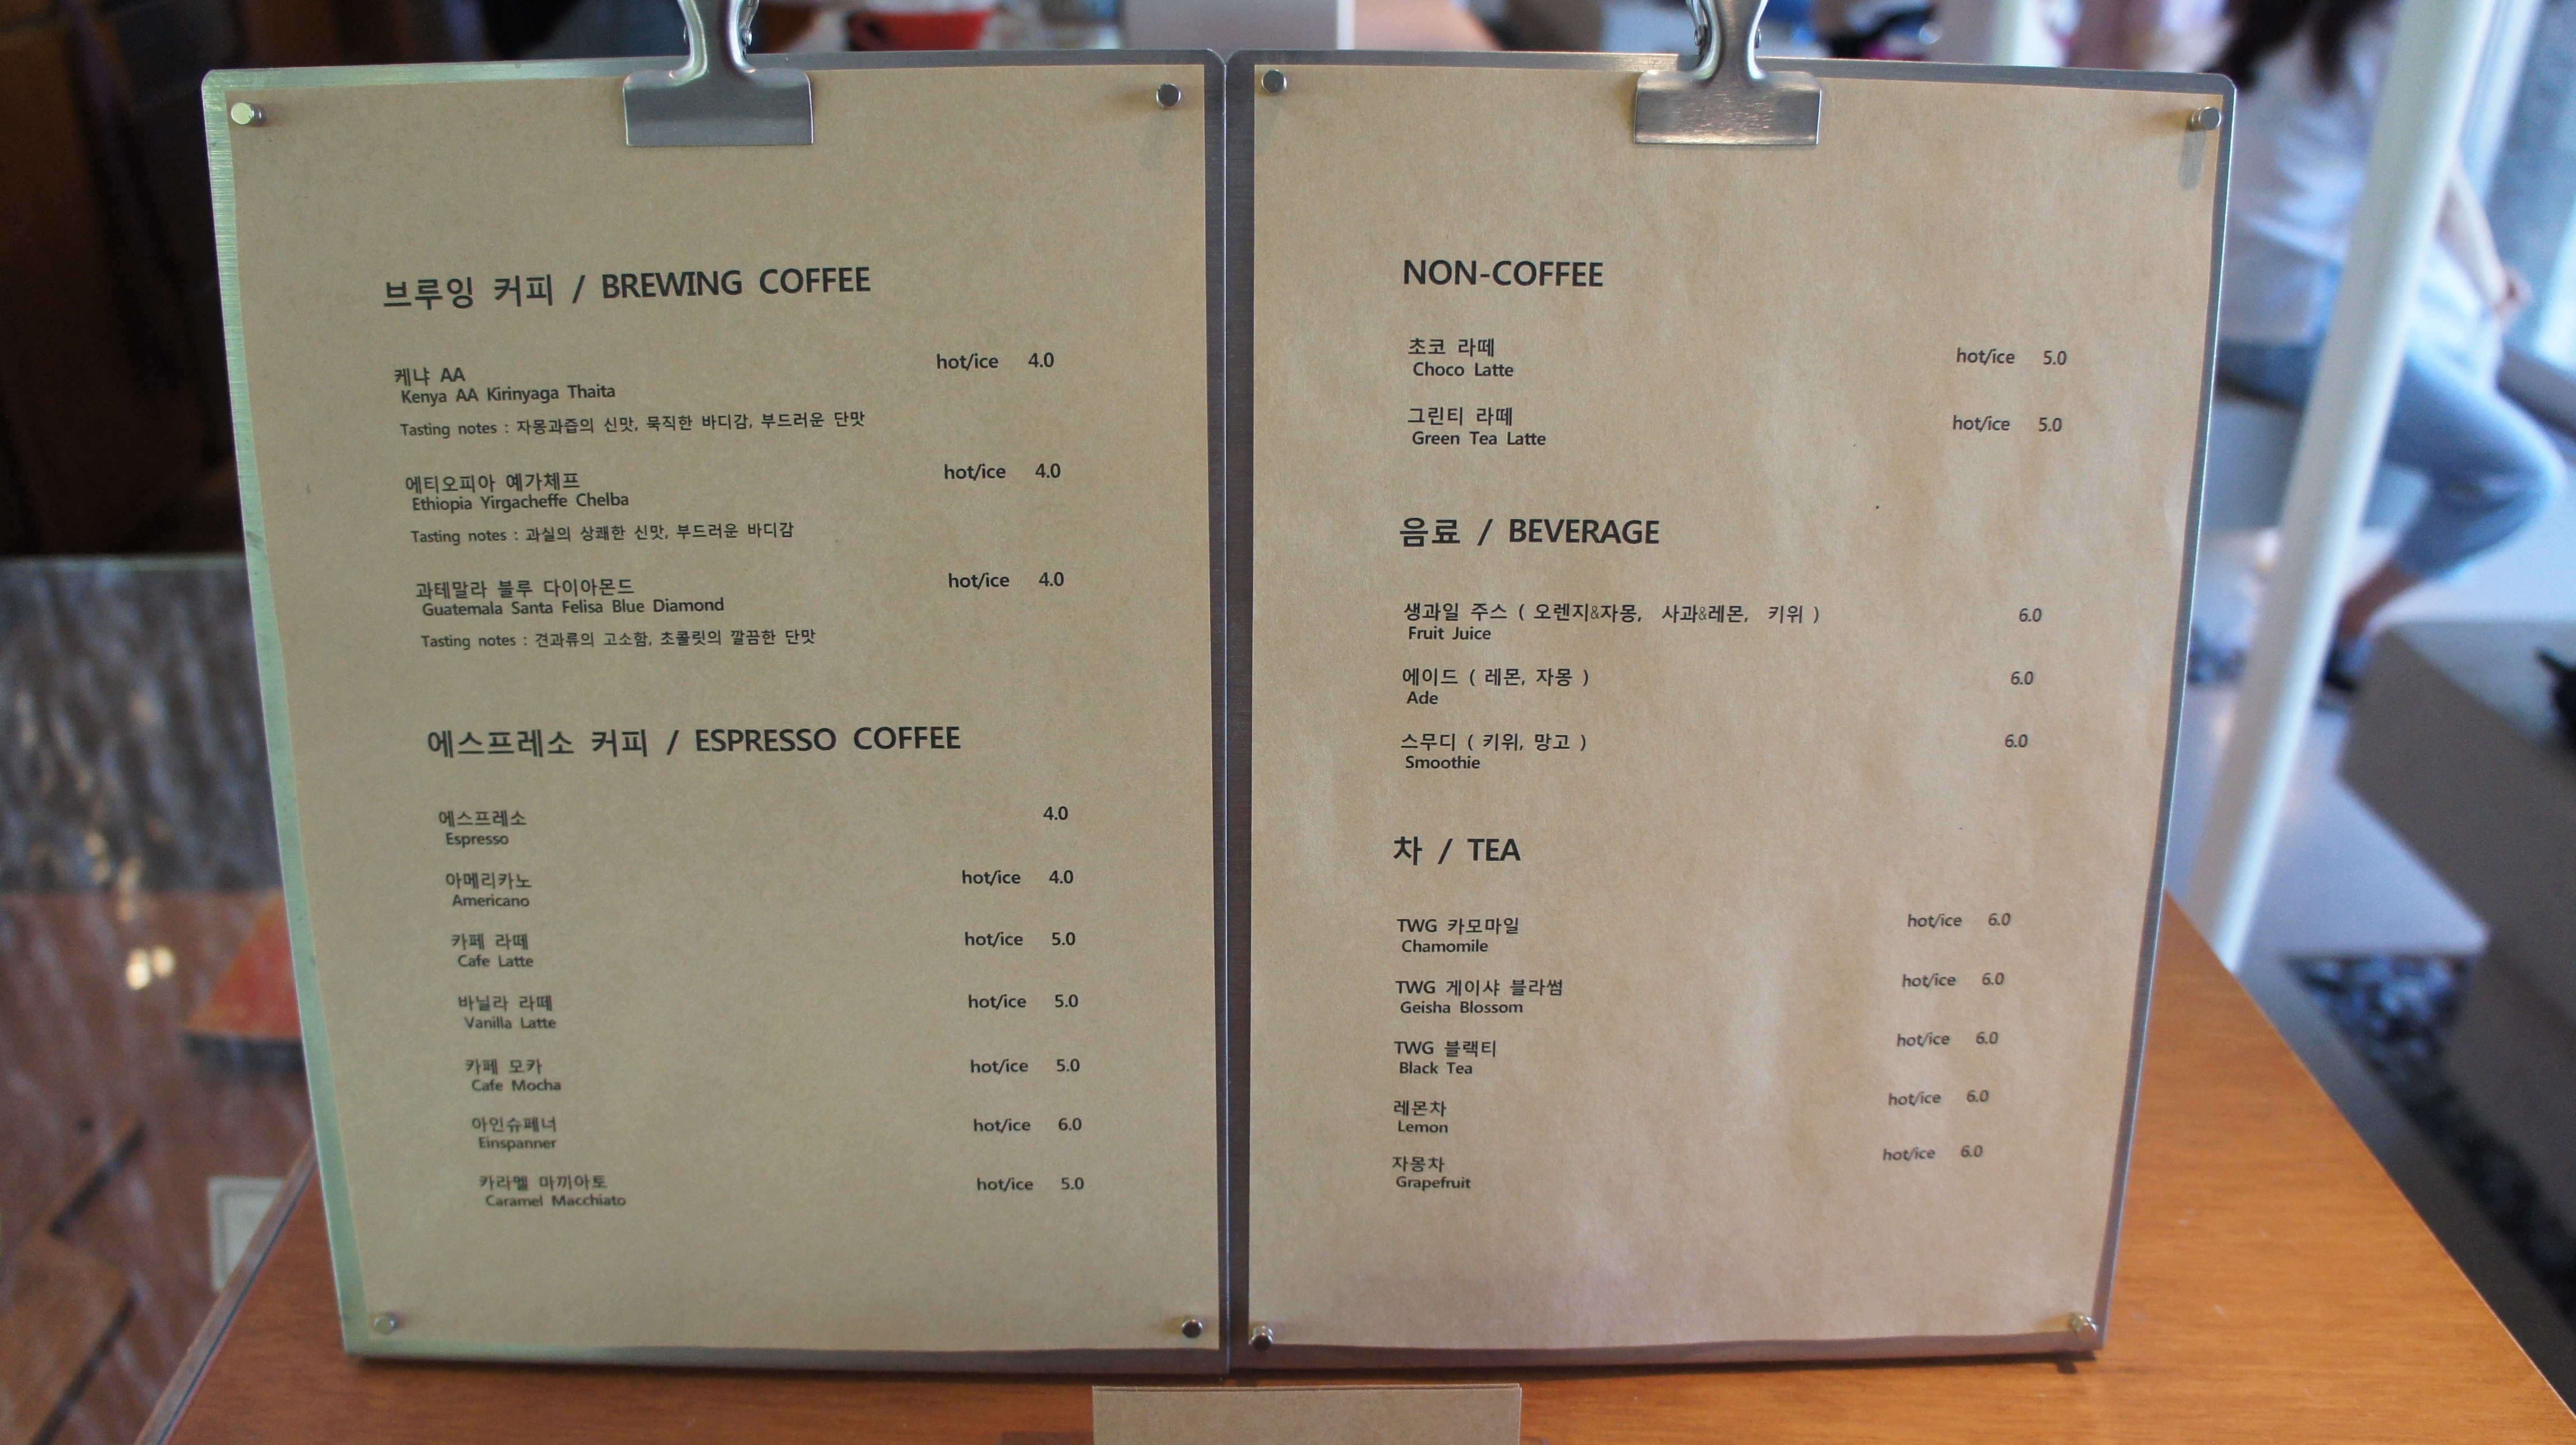 브루잉 커피 / BREWING COFFEE
케냐 AA hot/ice 4.0
Kenya AA Kirinyaga Thaita
Tasting notes : 자몽과즙의 신맛, 묵직한 바디감, 부드러운 단맛
에티오피아 예가체프 hot/ice 4.0
Ethiopia Yirgacheffe Chelba
Tasting notes : 과실의 상쾌한 신맛, 부드러운 바디감
과테말라 블루 다이아몬드 hot/ice 4.0
Guatemala Santa Felisa Blue Diamond
Tasting notes : 견과류의 고소함, 초콜릿의 깔끔한 단맛
에스프레소 커피 / ESPRESSO COFFEE
에스프레소 4.0
Espresso
아메리카노 hot/ice 4.0
Americano
카페 라떼 hot/ice 5.0
Cafe Latte
바닐라 라떼 hot/ice 5.0
Vanilla Latte
카페 모카 hot/ice 5.0
Cafe Mocha
아인슈페너 hot/ice 6.0
Einspanner
카라멜 마끼아토 hot/ice 5.0
Caramel Macchiato
NON-COFFEE
초코 라떼 hot/ice 5.0
Choco Latte
그린티 라떼 hot/ice 5.0
Green Tea Latte
음료 / BEVERAGE
생과일 주스 ( 오렌지&자몽, 사과&레몬, 키위 ) 6.0
Fruit Juice
에이드 ( 레몬, 자몽 ) 6.0
Ade
스무디 ( 키위, 망고 ) 6.0
Smoothie
차 / TEA
TWG 카모마일 hot/ice 6.0
Chamomile
TWG 게이샤 블라썸 hot/ice 6.0
Geisha Blossom
TWG 블랙티 hot/ice 6.0
Black Tea
레몬차 hot/ice 6.0
Lemon
자몽차 hot/ice 6.0
Grapefruit